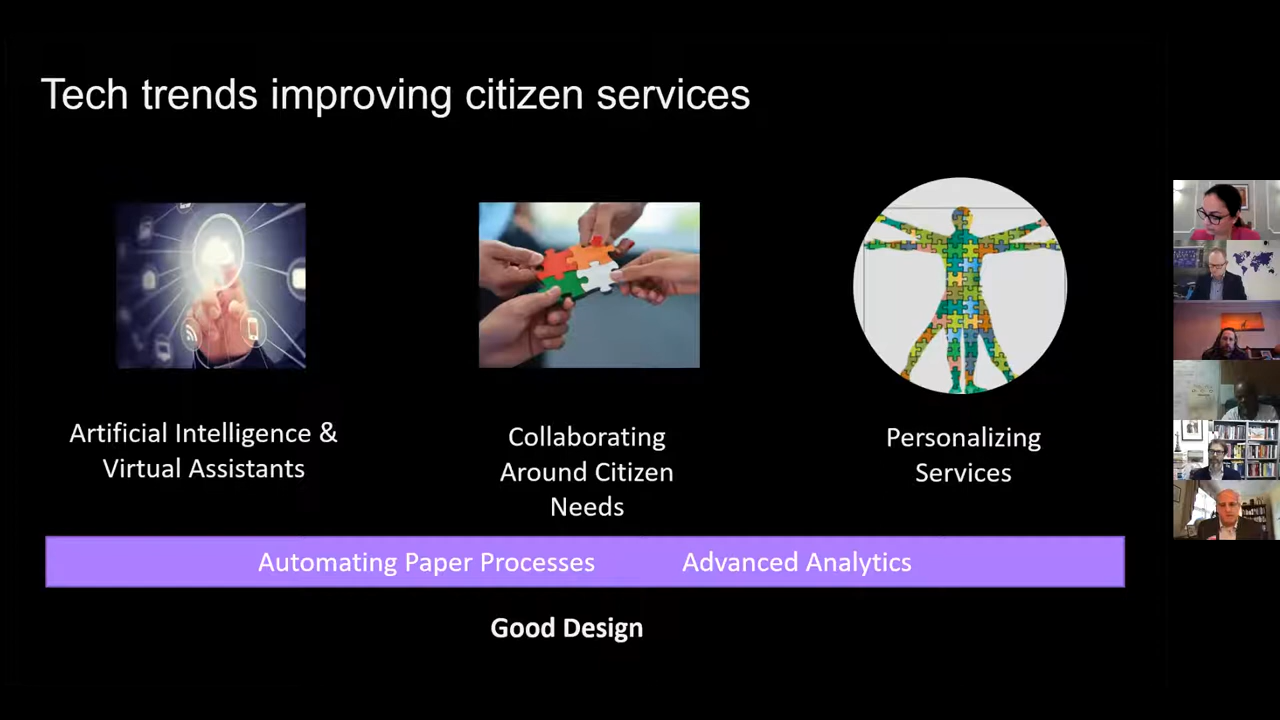 Tech trends improving citizen services
Artificial Intelligence &
Virtual Assistants
Collaborating
Around Citizen
Needs
Personalizing
Services
Automating Paper Processes
Advanced Analytics
Good Design